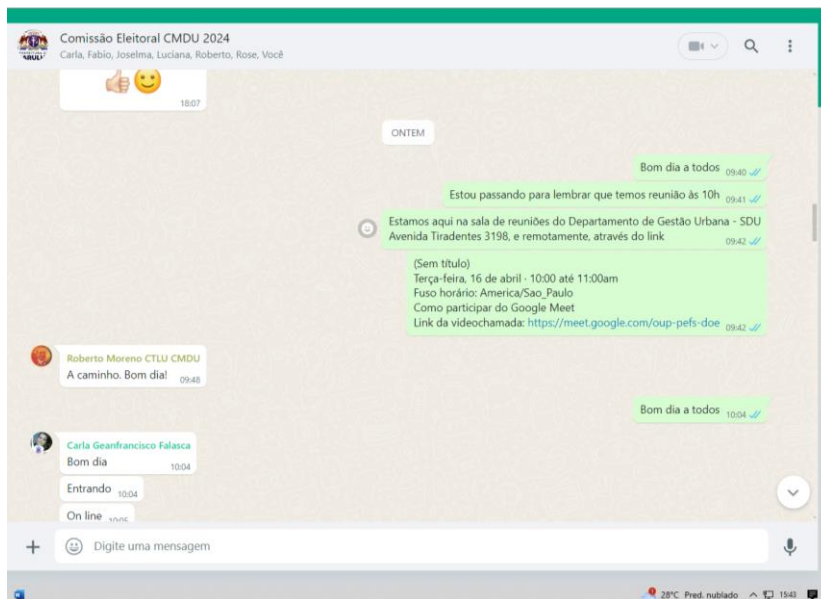 Comissão Eleitoral CMDU 2024
Carla, Fabio, Joselma, Luciana, Roberto, Rose, Você
18:07
ONTEM
Bom dia a todos 09:40
Estou passando para lembrar que temos reunião às 10h 09:41
Estamos aqui na sala de reuniões do Departamento de Gestão Urbana - SDU
Avenida Tiradentes 3198, e remotamente, através do link 09:42
(Sem título)
Terça-feira, 16 de abril · 10:00 até 11:00am
Fuso horário: America/Sao_Paulo
Como participar do Google Meet
Link da videochamada: https://meet.google.com/oup-pefs-doe 09:42
Roberto Moreno CTLU CMDU
A caminho. Bom dia! 09:48
Bom dia a todos 10:04
Carla Geanfrancisco Falasca
Bom dia 10:04
Entrando 10:04
On line 10:05
Digite uma mensagem
28°C Pred. nublado 15:43